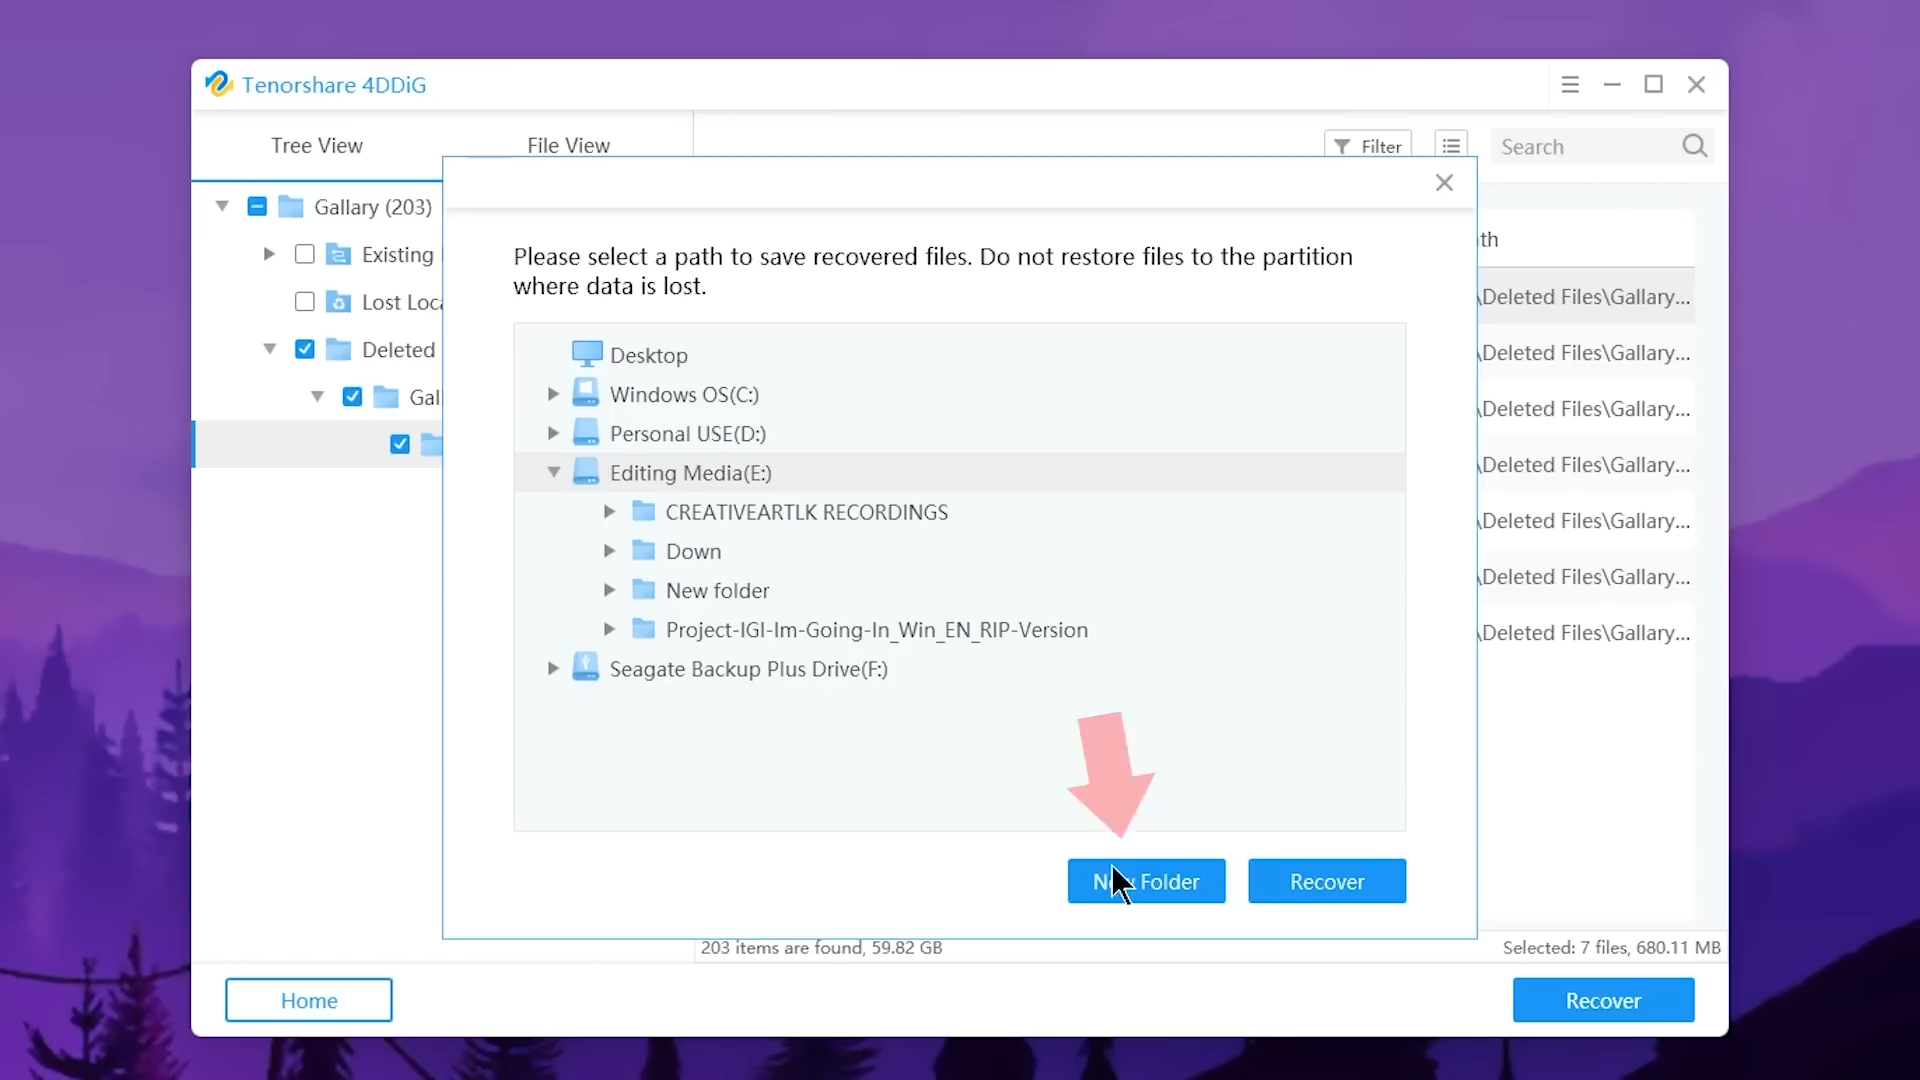 Tenorshare 4DDiG
Tree View
File View
Filter
Search
Gallary (203)
Existing
Lost Loca
Deleted
Gal
th
\Deleted Files\Gallary...
\Deleted Files\Gallary...
\Deleted Files\Gallary...
\Deleted Files\Gallary...
\Deleted Files\Gallary...
\Deleted Files\Gallary...
\Deleted Files\Gallary...
Please select a path to save recovered files. Do not restore files to the partition
where data is lost.
Desktop
Windows OS(C:)
Personal USE(D:)
Editing Media(E:)
CREATIVEARTLK RECORDINGS
Down
New folder
Project-IGI-Im-Going-In_Win_EN_RIP-Version
Seagate Backup Plus Drive(F:)
New Folder
Recover
203 items are found, 59.82 GB
Selected: 7 files, 680.11 MB
Home
Recover